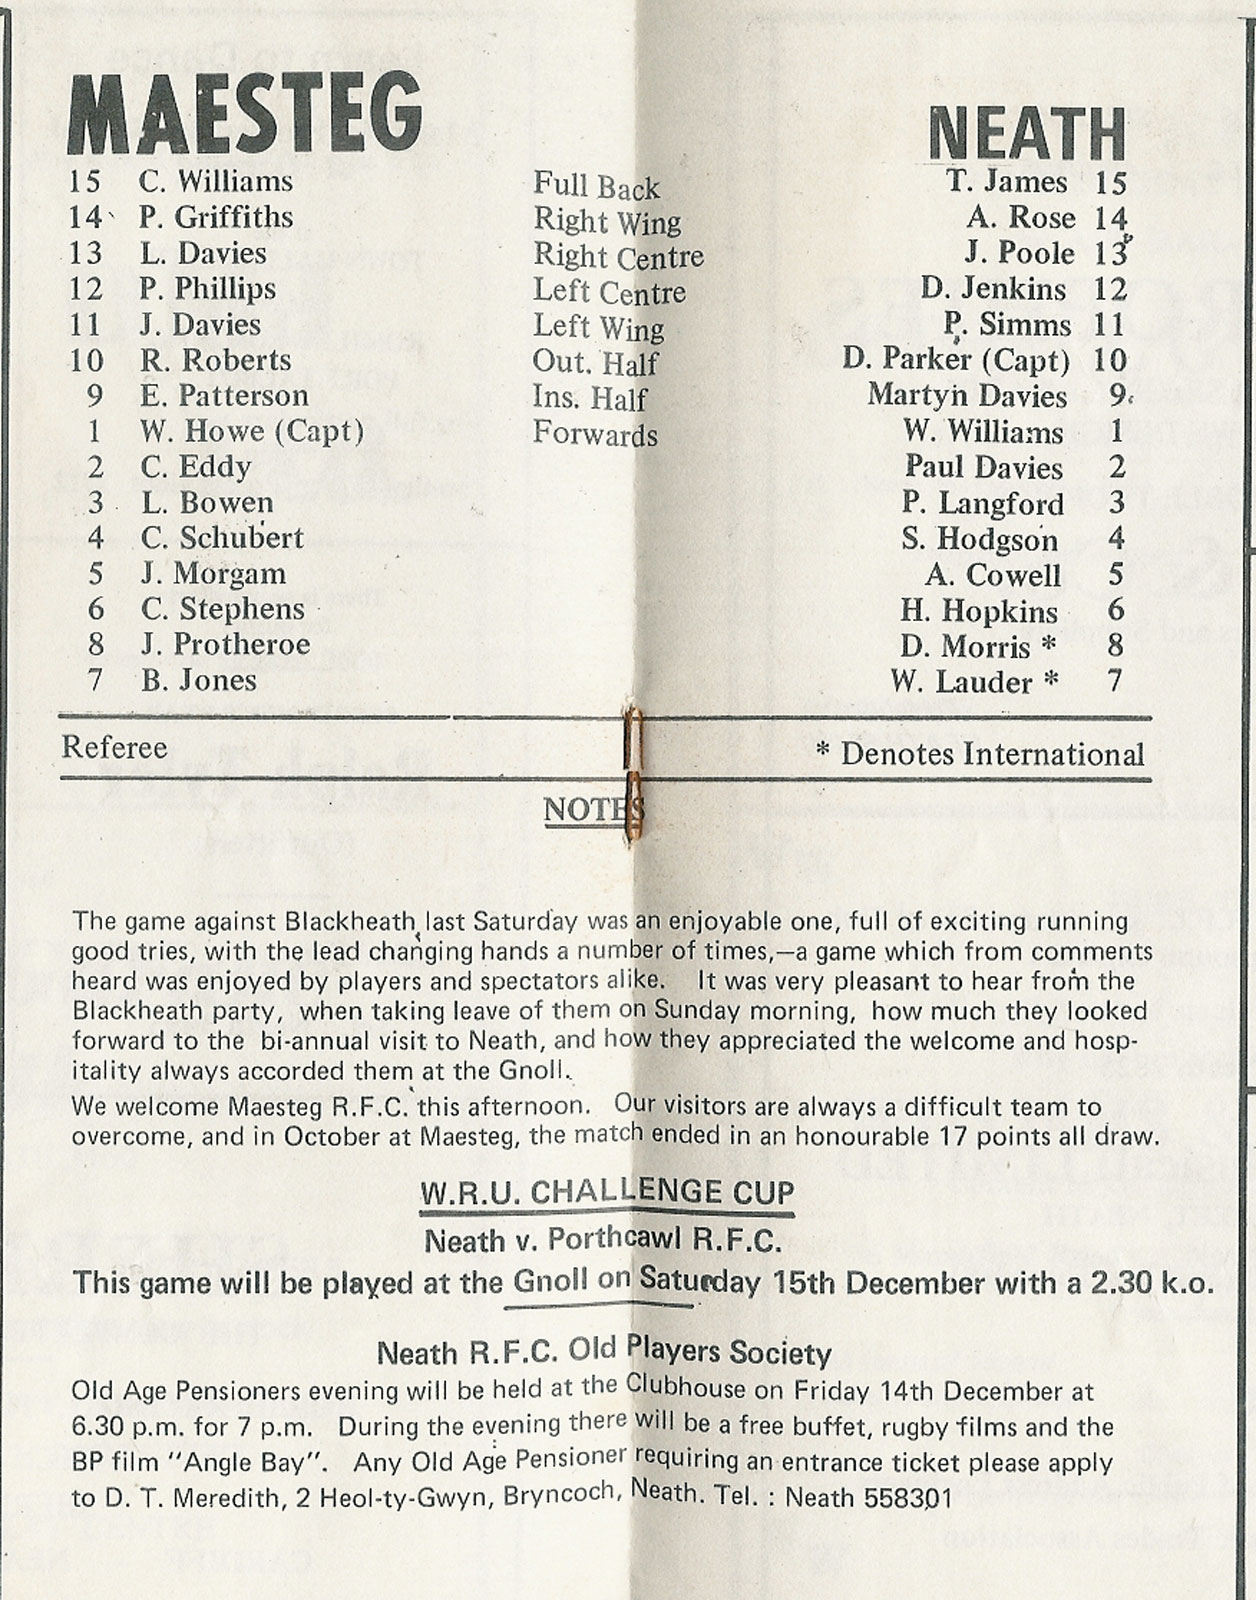 MAESTEG NEATH
15 C. Williams Full Back T. James 15
14 P. Griffiths Right Wing A. Rose 14
13 L. Davies Right Centre J. Poole 13
12 P. Phillips Left Centre D. Jenkins 12
11 J. Davies Left Wing P. Simms 11
10 R. Roberts Out. Half D. Parker (Capt) 10
9 E. Patterson Ins. Half Martyn Davies 9
1 W. Howe (Capt) Forwards W. Williams 1
2 C. Eddy Paul Davies 2
3 L. Bowen P. Langford 3
4 C. Schubert S. Hodgson 4
5 J. Morgam A. Cowell 5
6 C. Stephens H. Hopkins 6
8 J. Protheroe D. Morris * 8
7 B. Jones W. Lauder * 7
Referee * Denotes International
NOTES
The game against Blackheath last Saturday was an enjoyable one, full of exciting running
good tries, with the lead changing hands a number of times,—a game which from comments
heard was enjoyed by players and spectators alike. It was very pleasant to hear from the
Blackheath party, when taking leave of them on Sunday morning, how much they looked
forward to the bi-annual visit to Neath, and how they appreciated the welcome and hosp-
itality always accorded them at the Gnoll.
We welcome Maesteg R.F.C. this afternoon. Our visitors are always a difficult team to
overcome, and in October at Maesteg, the match ended in an honourable 17 points all draw.
W.R.U. CHALLENGE CUP
Neath v. Porthcawl R.F.C.
This game will be played at the Gnoll on Saturday 15th December with a 2.30 k.o.
Neath R.F.C. Old Players Society
Old Age Pensioners evening will be held at the Clubhouse on Friday 14th December at
6.30 p.m. for 7 p.m. During the evening there will be a free buffet, rugby films and the
BP film "Angle Bay". Any Old Age Pensioner requiring an entrance ticket please apply
to D. T. Meredith, 2 Heol-ty-Gwyn, Bryncoch, Neath. Tel. : Neath 558301